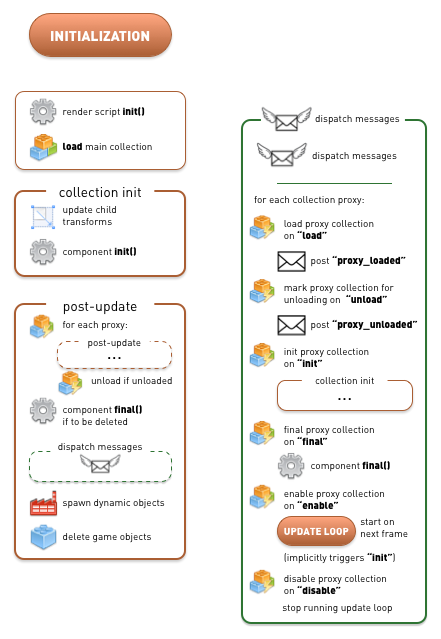 INITIALIZATION
render script init()
load main collection
collection init
update child
transforms
component init()
post-update
for each proxy:
post-update
...
unload if unloaded
component final()
if to be deleted
dispatch messages
spawn dynamic objects
delete game objects
dispatch messages
dispatch messages
for each collection proxy:
load proxy collection
on “load”
post “proxy_loaded”
mark proxy collection for
unloading on “unload”
post “proxy_unloaded”
init proxy collection
on “init”
collection init
...
final proxy collection
on “final”
component final()
enable proxy collection
on “enable”
UPDATE LOOP
start on
next frame
(implicitly triggers “init”)
disable proxy collection
on “disable”
stop running update loop